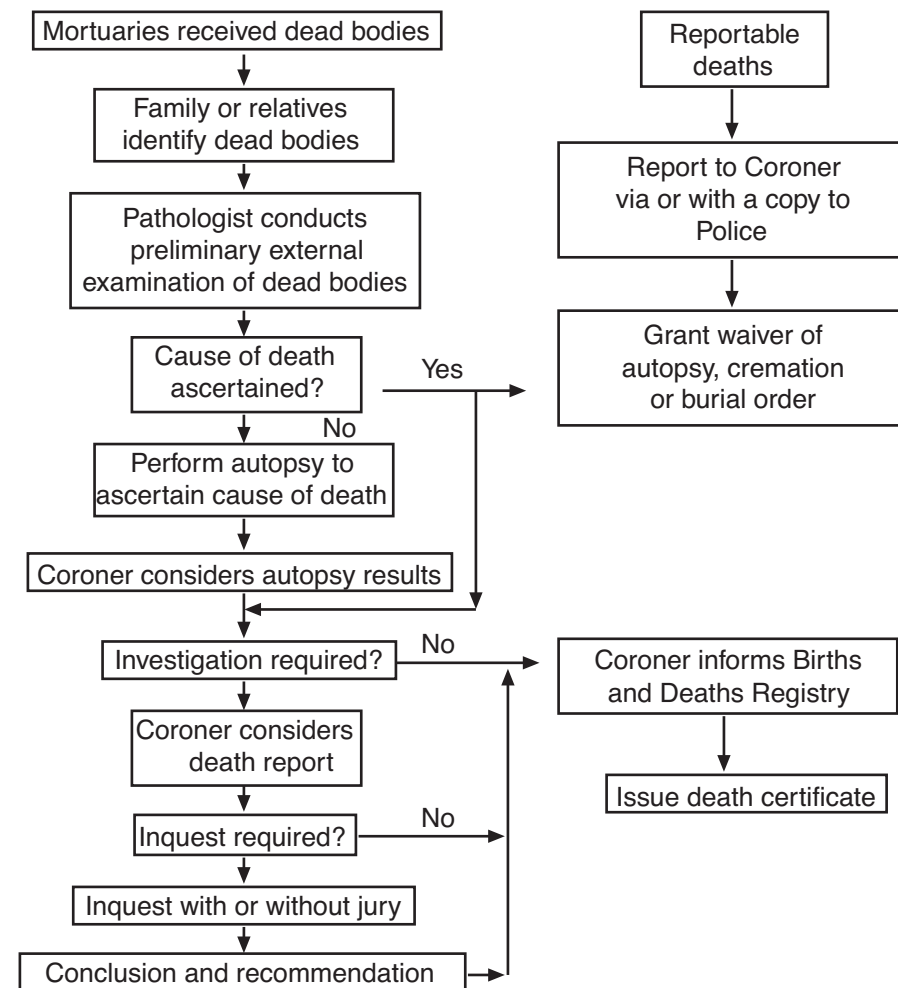 Mortuaries received dead bodies
Family or relatives
identify dead bodies
Pathologist conducts
preliminary external
examination of dead bodies
Cause of death
ascertained?
Yes
No
Perform autopsy to
ascertain cause of death
Coroner considers autopsy results
Investigation required?
No
Coroner considers
death report
Inquest required?
No
Inquest with or without jury
Conclusion and recommendation
Reportable
deaths
Report to Coroner
via or with a copy to
Police
Grant waiver of
autopsy, cremation
or burial order
Coroner informs Births
and Deaths Registry
Issue death certificate